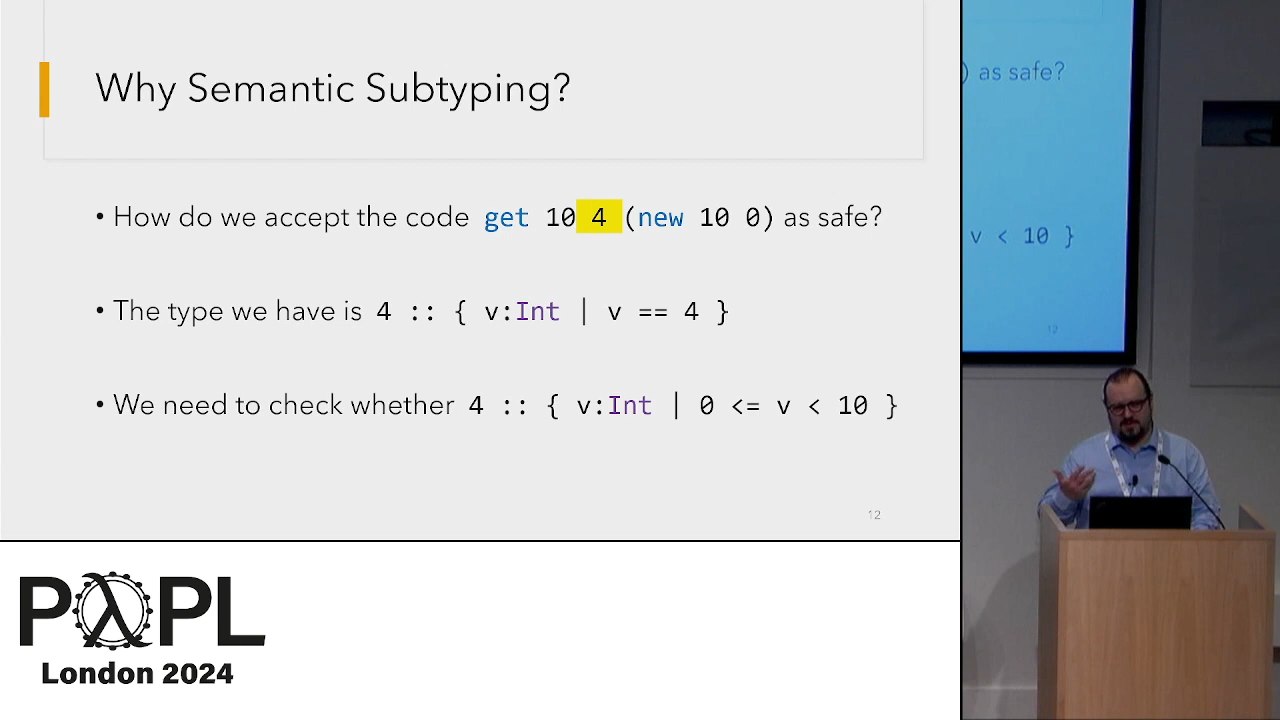 Why Semantic Subtyping?
• How do we accept the code get 10 4 (new 10 0) as safe?
• The type we have is 4 :: { v:Int | v == 4 }
• We need to check whether 4 :: { v:Int | 0 <= v < 10 }
12
PλPL
London 2024
) as safe?
v < 10 }
12